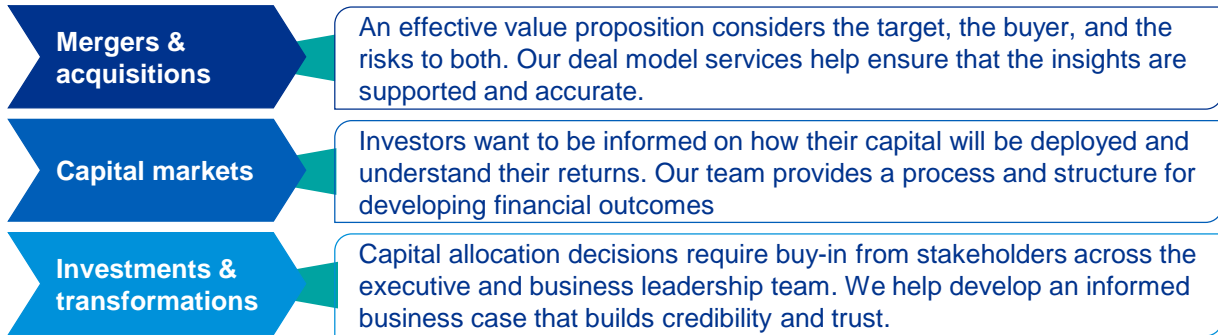 Mergers &
acquisitions
An effective value proposition considers the target, the buyer, and the
risks to both. Our deal model services help ensure that the insights are
supported and accurate.
Capital markets
Investors want to be informed on how their capital will be deployed and
understand their returns. Our team provides a process and structure for
developing financial outcomes
Investments &
transformations
Capital allocation decisions require buy-in from stakeholders across the
executive and business leadership team. We help develop an informed
business case that builds credibility and trust.